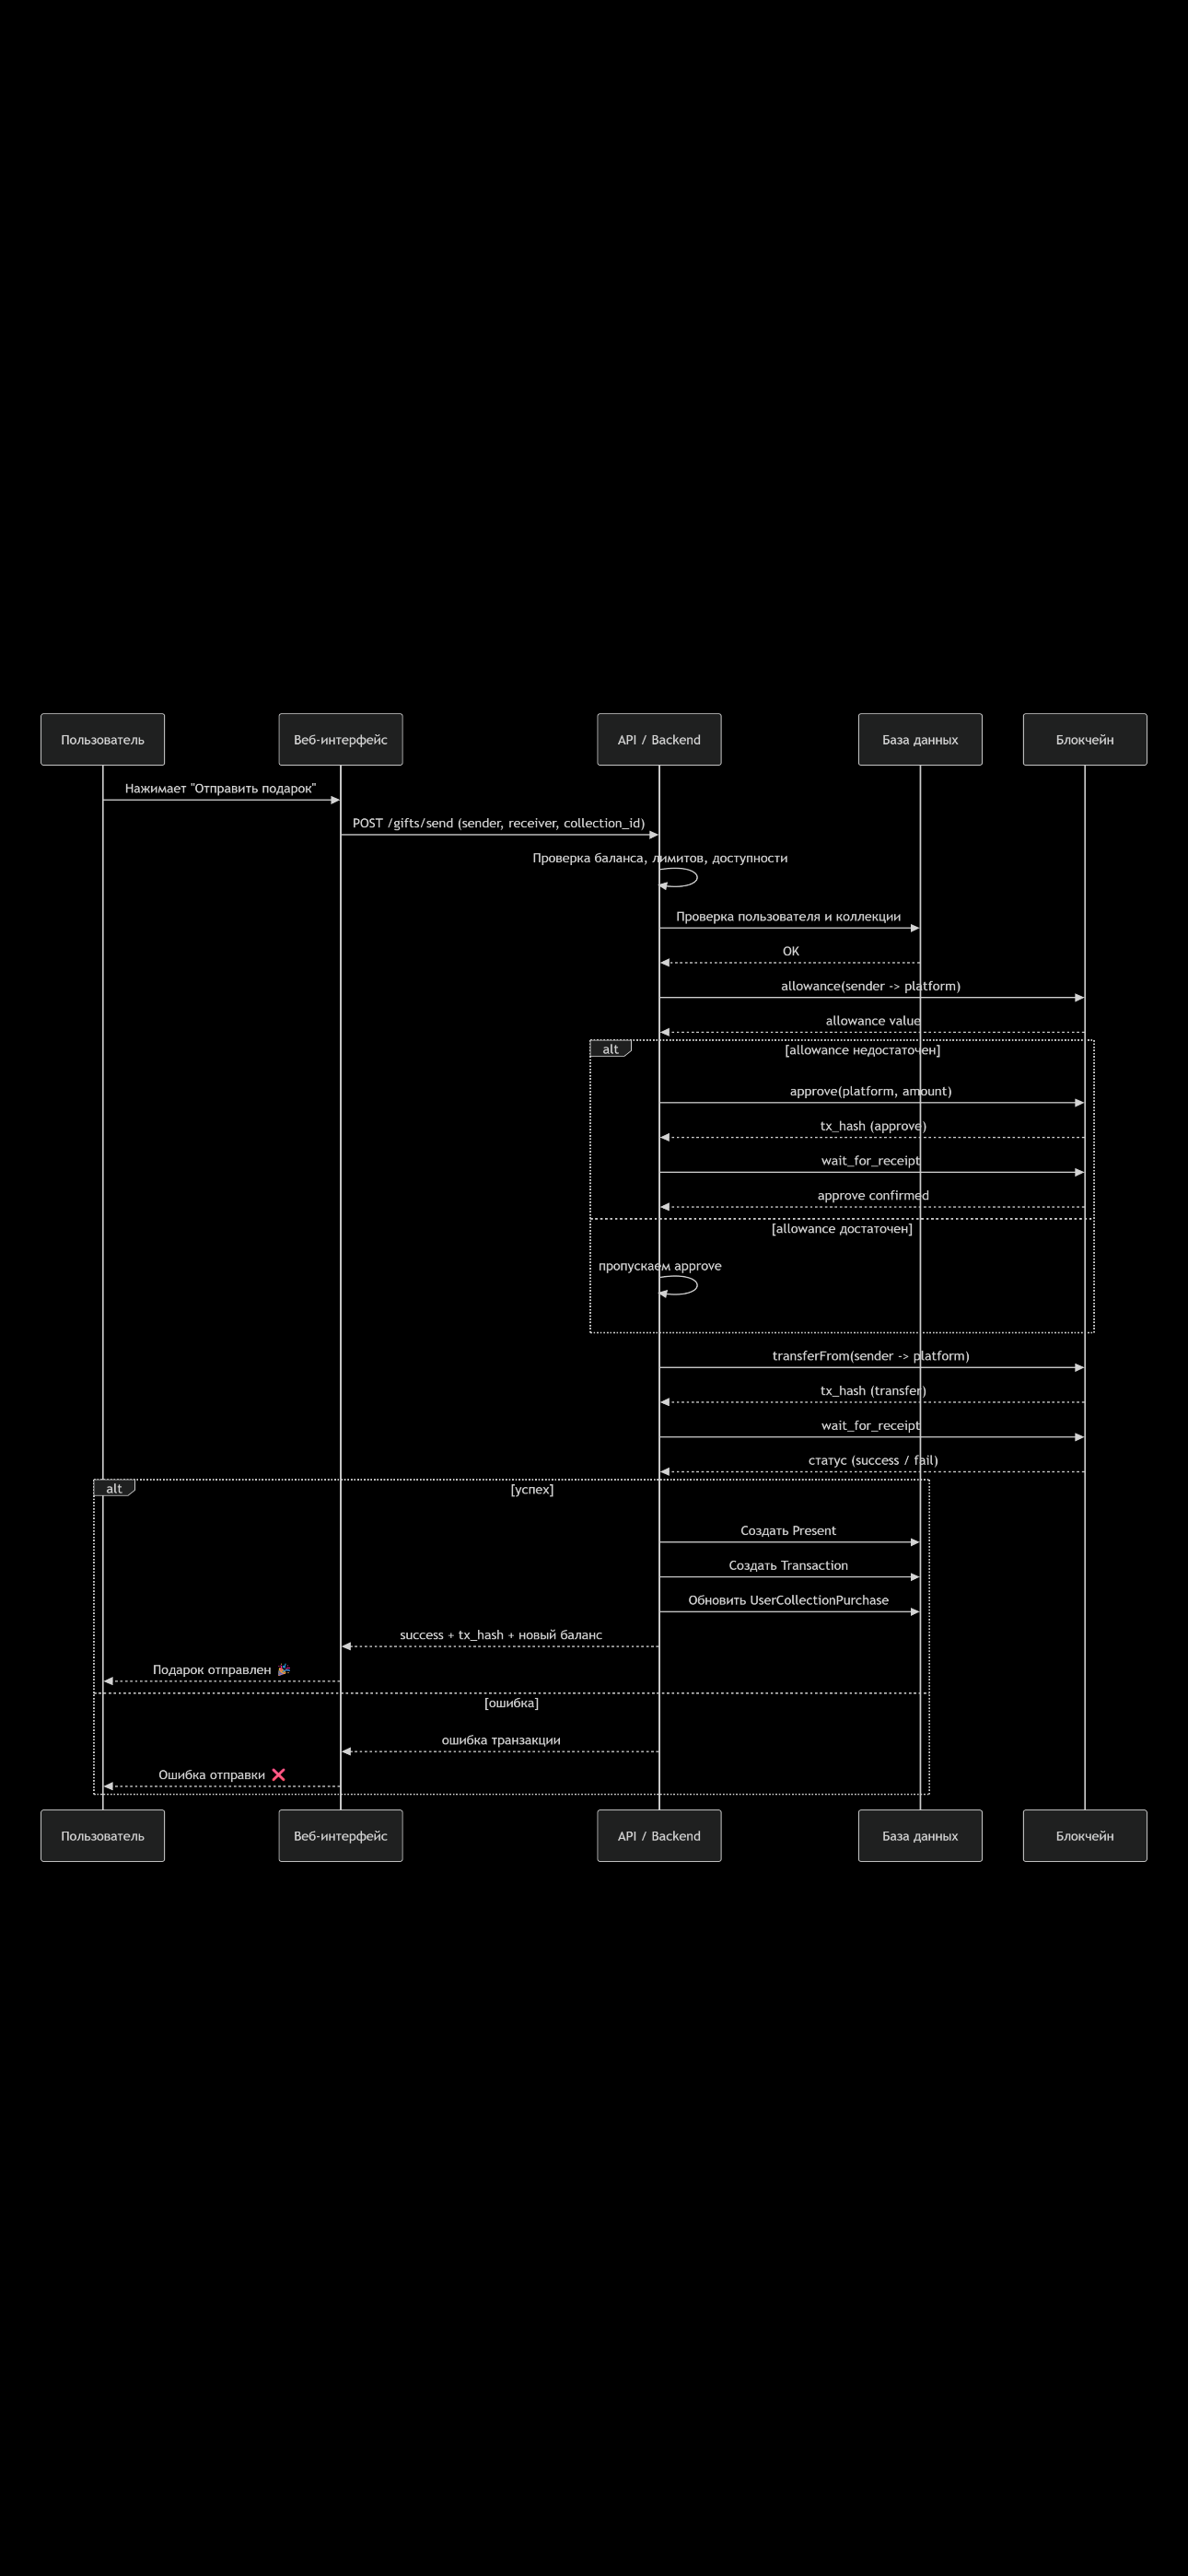 Пользователь
Веб-интерфейс
API / Backend
База данных
Блокчейн
Нажимает "Отправить подарок"
POST /gifts/send (sender, receiver, collection_id)
Проверка баланса, лимитов, доступности
Проверка пользователя и коллекции
OK
allowance(sender -> platform)
allowance value
alt
[allowance недостаточен]
approve(platform, amount)
tx_hash (approve)
wait_for_receipt
approve confirmed
[allowance достаточен]
пропускаем approve
transferFrom(sender -> platform)
tx_hash (transfer)
wait_for_receipt
статус (success / fail)
alt
[успех]
Создать Present
Создать Transaction
Обновить UserCollectionPurchase
success + tx_hash + новый баланс
Подарок отправлен 🎉
[ошибка]
ошибка транзакции
Ошибка отправки ❌
Пользователь
Веб-интерфейс
API / Backend
База данных
Блокчейн